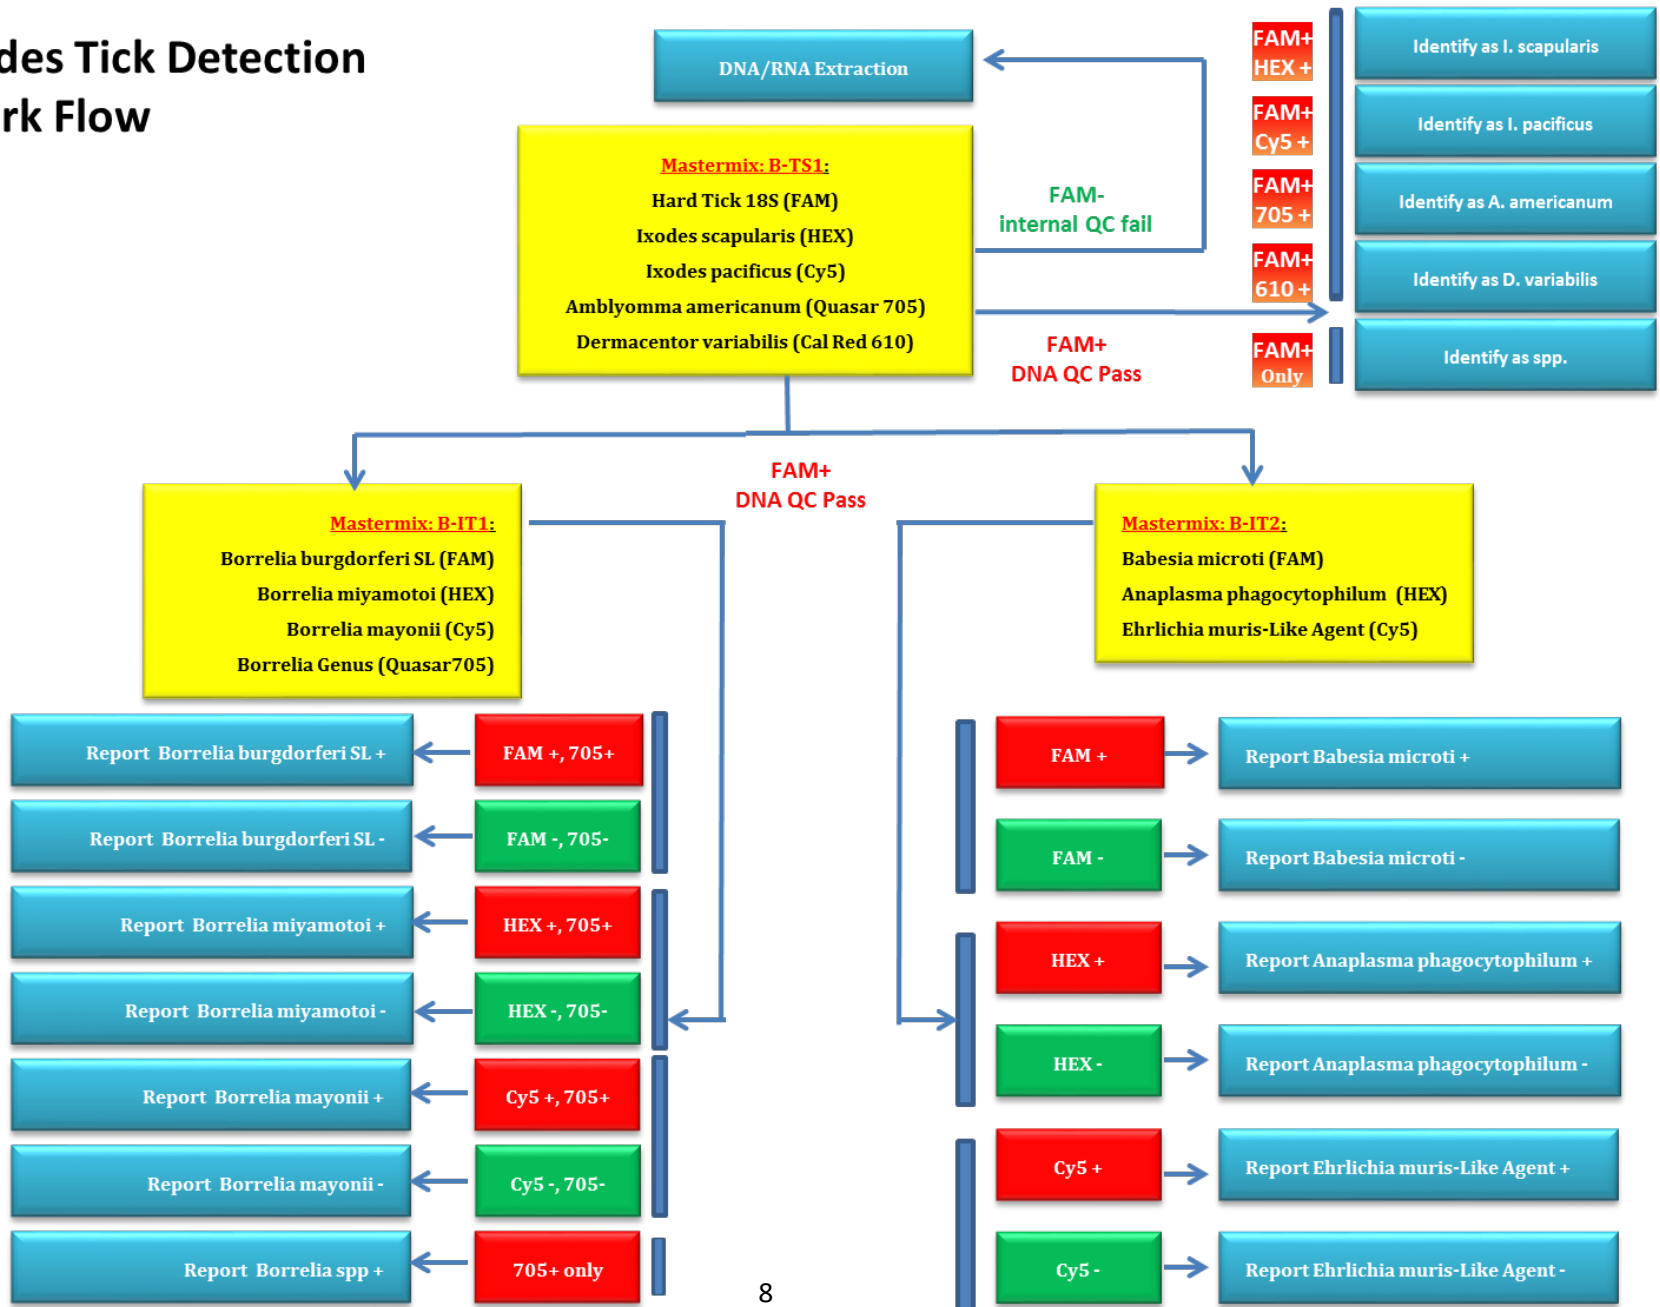 des Tick Detection
rk Flow
DNA/RNA Extraction
Mastermix: B-TS1:
Hard Tick 18S (FAM)
Ixodes scapularis (HEX)
Ixodes pacificus (Cy5)
Amblyomma americanum (Quasar 705)
Dermacentor variabilis (Cal Red 610)
FAM-
internal QC fail
FAM+
DNA QC Pass
FAM+
HEX +
Identify as I. scapularis
FAM+
Cy5 +
Identify as I. pacificus
FAM+
705 +
Identify as A. americanum
FAM+
610 +
Identify as D. variabilis
FAM+
Only
Identify as spp.
FAM+
DNA QC Pass
Mastermix: B-IT1:
Borrelia burgdorferi SL (FAM)
Borrelia miyamotoi (HEX)
Borrelia mayonii (Cy5)
Borrelia Genus (Quasar705)
Mastermix: B-IT2:
Babesia microti (FAM)
Anaplasma phagocytophilum (HEX)
Ehrlichia muris-Like Agent (Cy5)
Report Borrelia burgdorferi SL +
FAM +, 705+
Report Borrelia burgdorferi SL -
FAM -, 705-
Report Borrelia miyamotoi +
HEX +, 705+
Report Borrelia miyamotoi -
HEX -, 705-
Report Borrelia mayonii +
Cy5 +, 705+
Report Borrelia mayonii -
Cy5 -, 705-
Report Borrelia spp +
705+ only
FAM +
Report Babesia microti +
FAM -
Report Babesia microti -
HEX +
Report Anaplasma phagocytophilum +
HEX -
Report Anaplasma phagocytophilum -
Cy5 +
Report Ehrlichia muris-Like Agent +
Cy5 -
Report Ehrlichia muris-Like Agent -
8